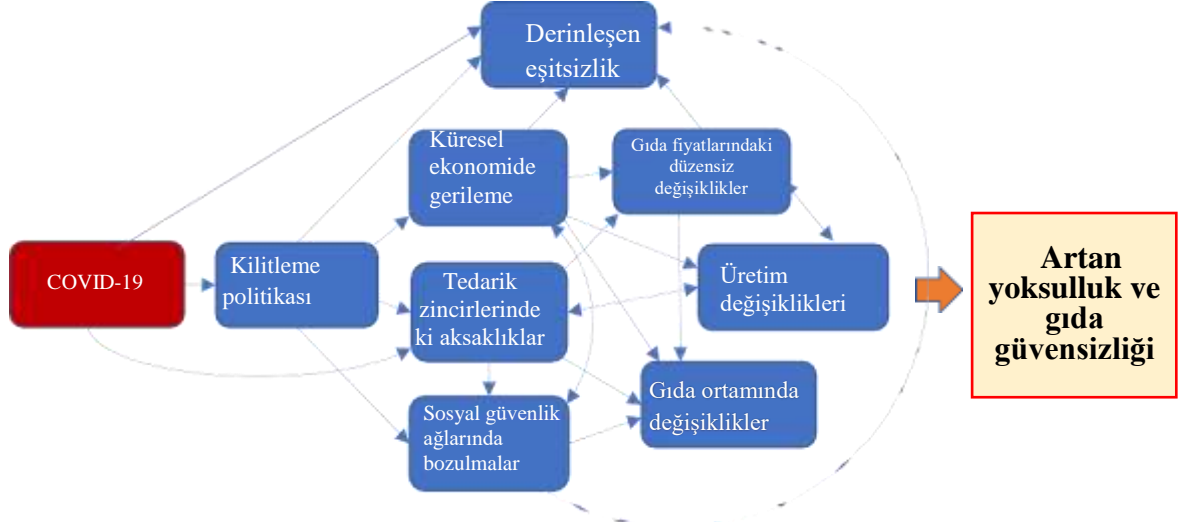 Derinleşen
eşitsizlik
Küresel
ekonomide
gerileme
Gıda fiyatlarındaki
düzensiz
değişiklikler
COVID-19
Kilitleme
politikası
Tedarik
zincirlerinde
ki aksaklıklar
Üretim
değişiklikleri
Sosyal güvenlik
ağlarında
bozulmalar
Gıda ortamında
değişiklikler
Artan
yoksulluk ve
gıda
güvensizliği